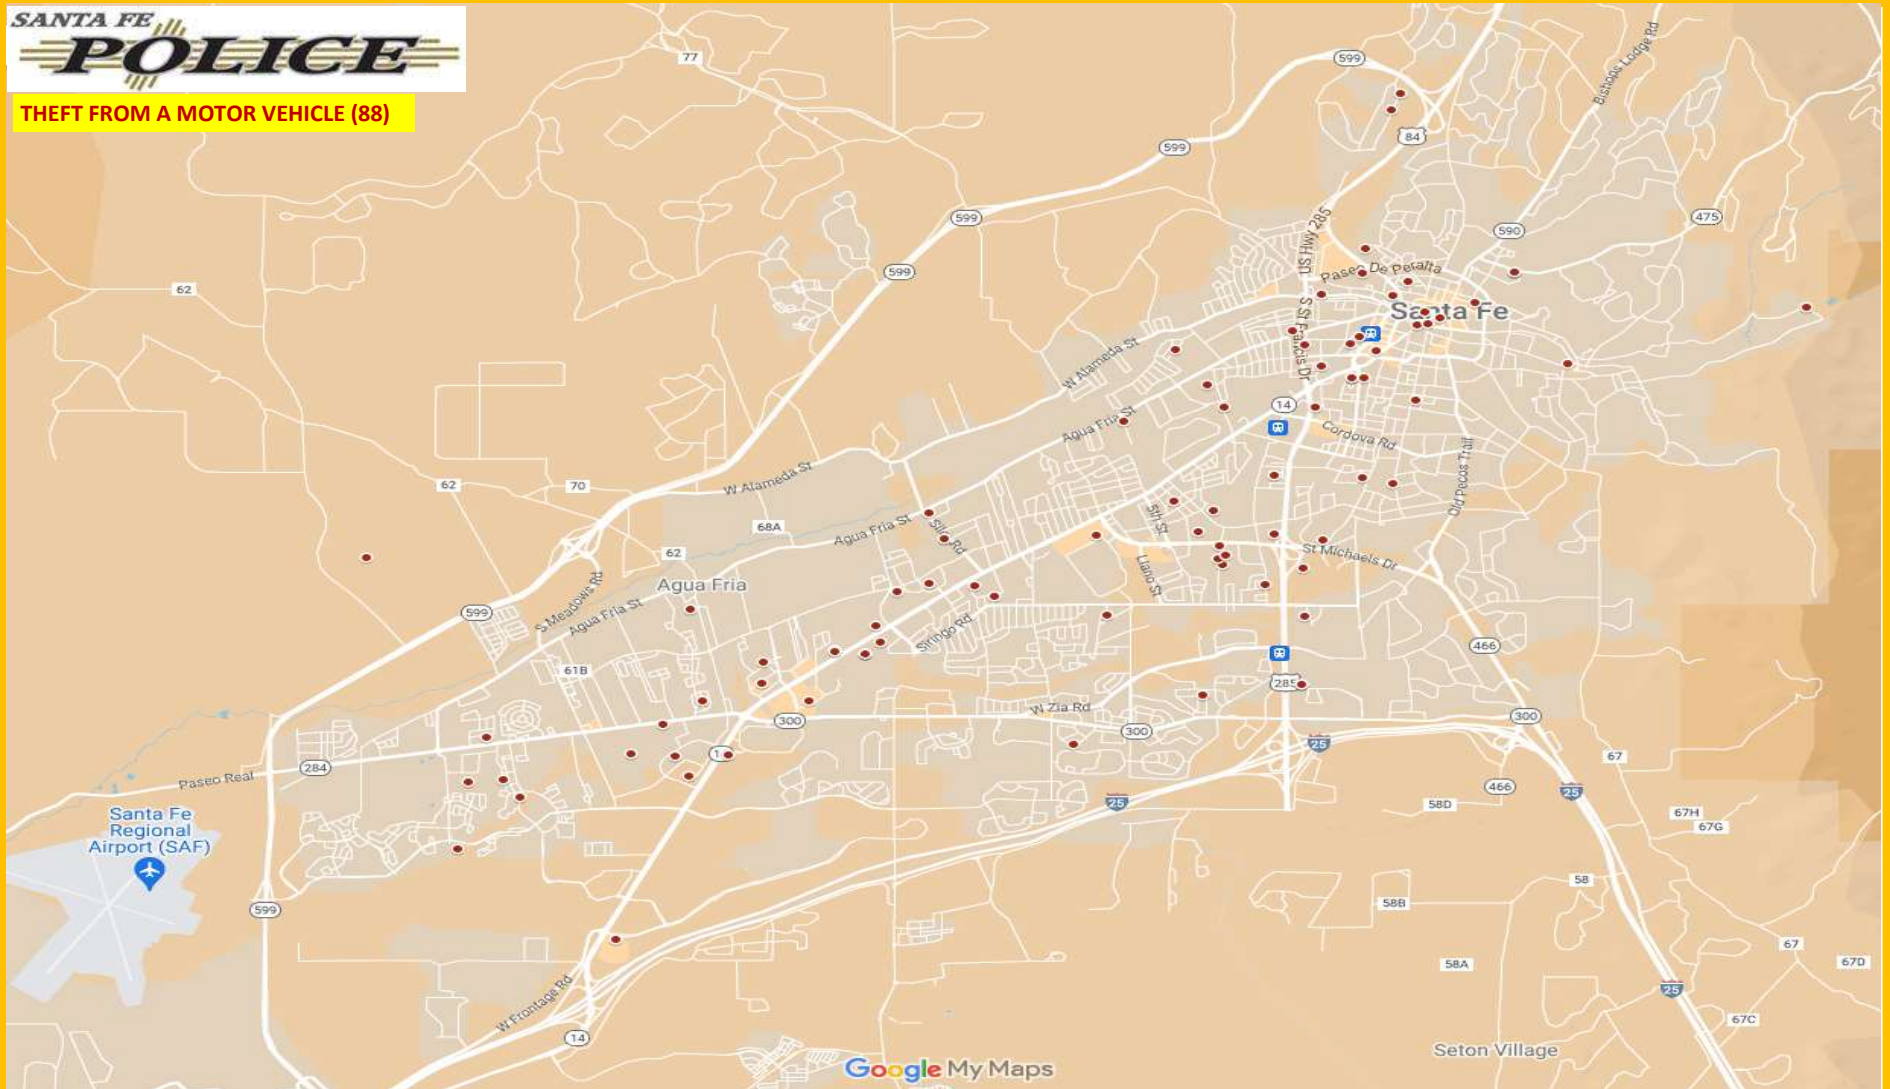 SANTA FE
POLICE
THEFT FROM A MOTOR VEHICLE (88)
77
599
Bishops Lodge Rd
84
599
599
475
590
US Hwy 285
599
Paseo De Peralta
62
Santa Fe
S St Francis Dr
W Alameda St
14
Agua Fria St
Cordova Rd
Old Pecos Trail
W Alameda St
62
70
5th St
68A
Agua Fria St
Siler Rd
62
St Michaels Dr
Llano St
Agua Fria
S Meadows Rd
599
Agua Fria St
Siringo Rd
466
61B
285
W Zia Rd
300
300
300
25
67
284
Paseo Real
466
25
25
58D
67H
67G
Santa Fe
Regional
Airport (SAF)
58
58B
599
67
67D
58A
25
W Frontage Rd
67C
14
Seton Village
Google My Maps